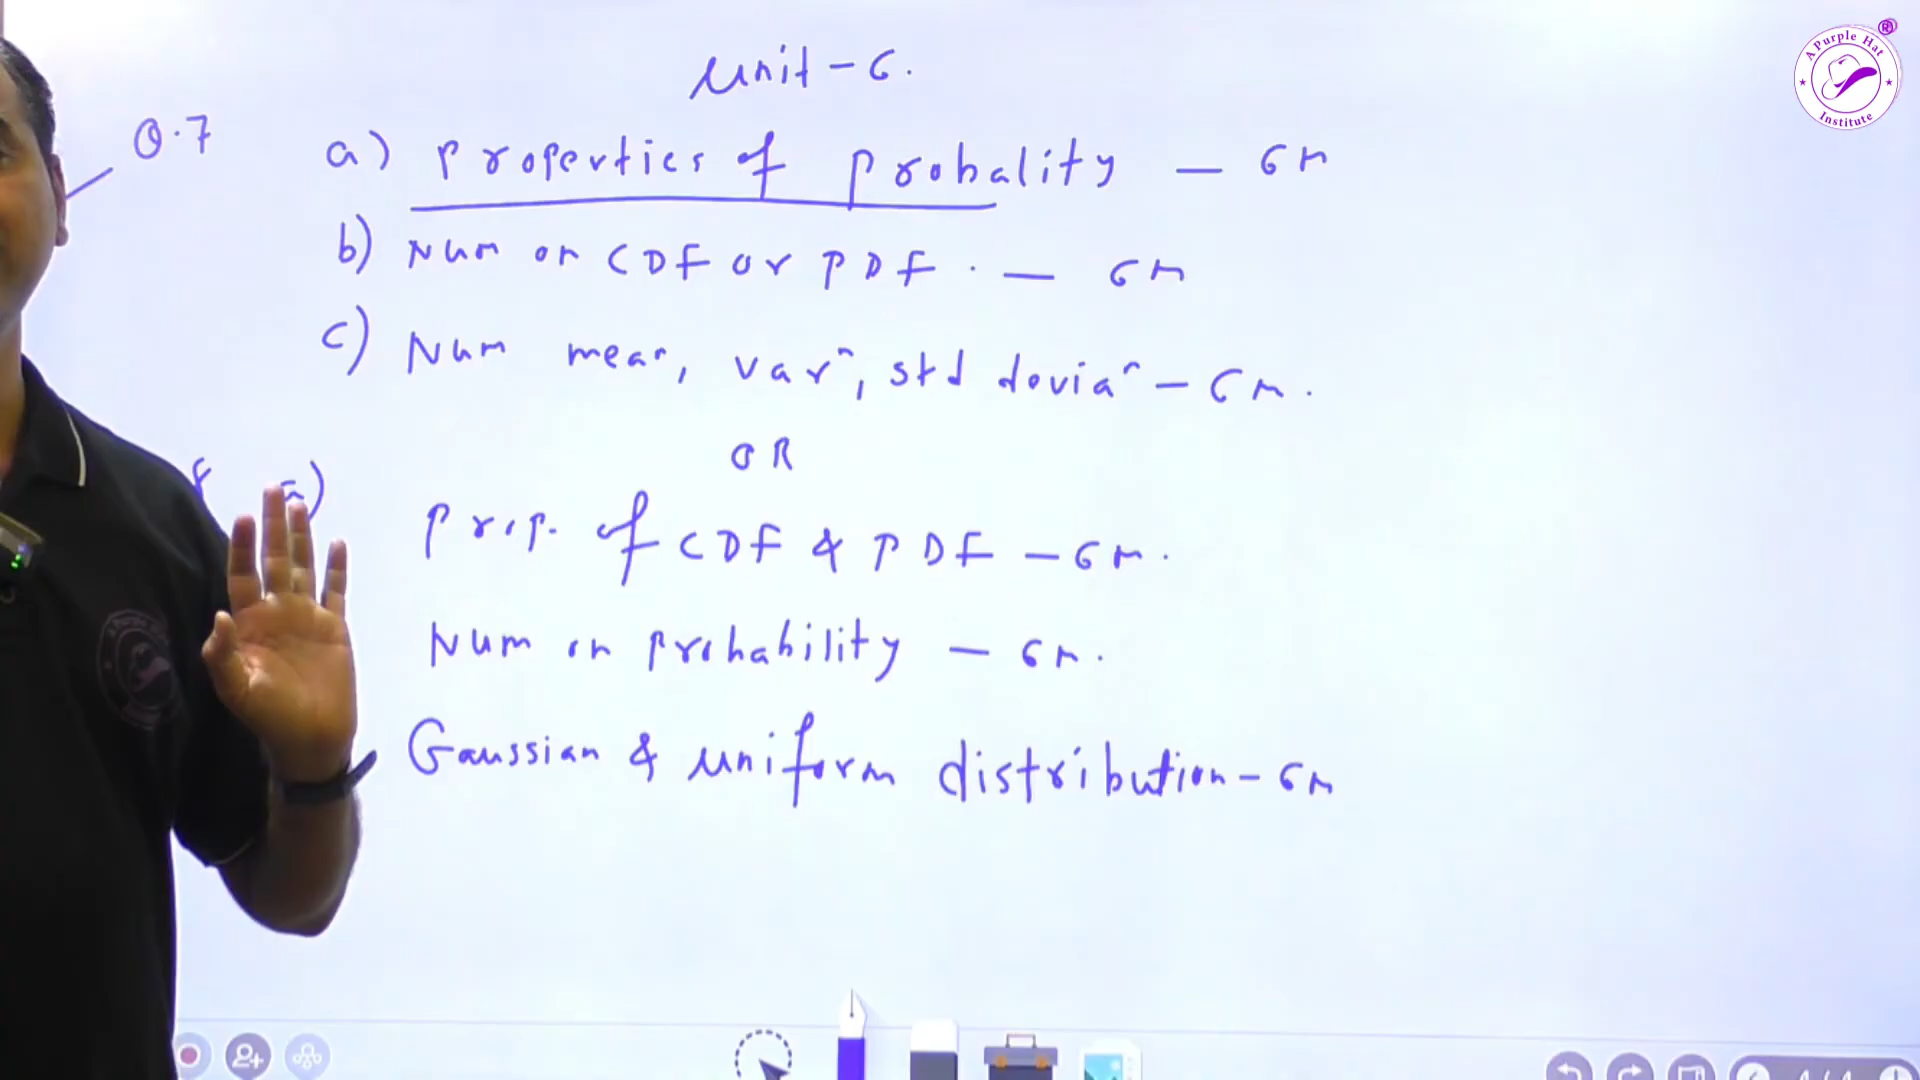 unit - 6.
Q.7
a) Properties of Probality - 6m
b) Num on CDF or PDF. - 6m
c) Num mean, varn, std devian - 6m.
OR
a)
Prop. of CDF & PDF - 6m.
Num on probability - 6m.
Gaussian & uniform distribution - 6m
A Purple Hat
Institute
®